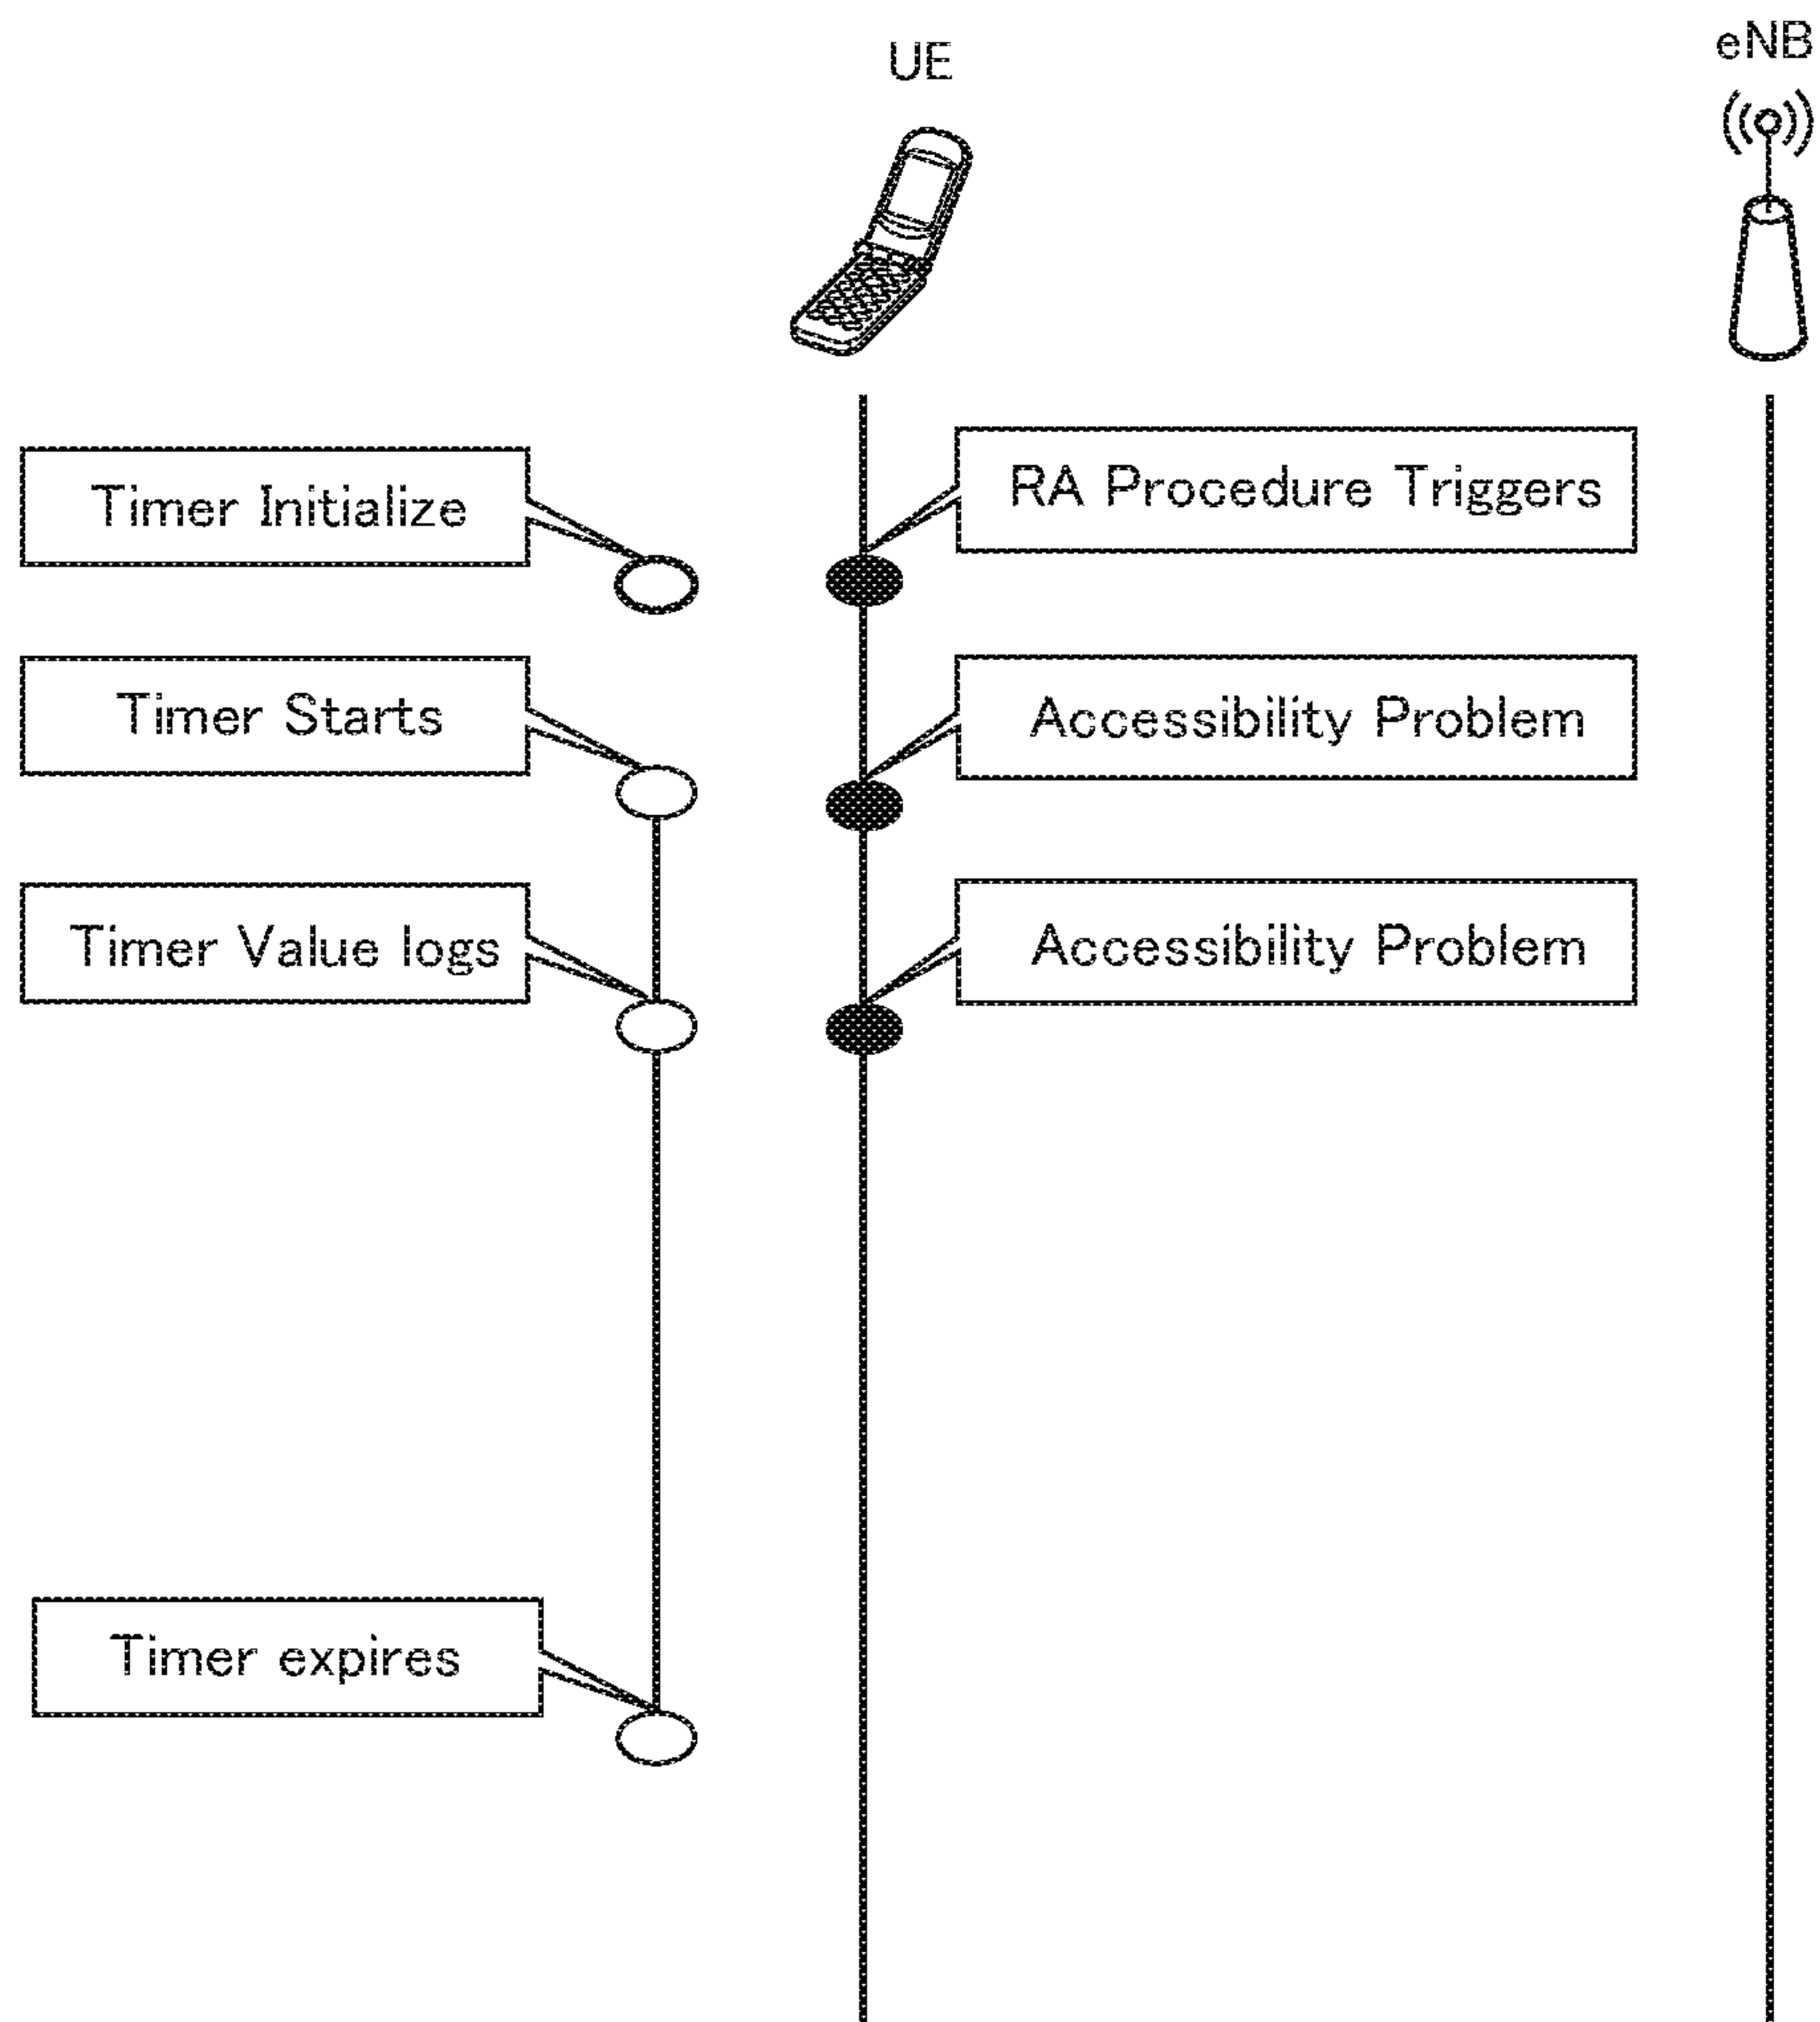 UE
eNB
Timer Initialize
RA Procedure Triggers
Timer Starts
Accessibility Problem
Timer Value logs
Accessibility Problem
Timer expires